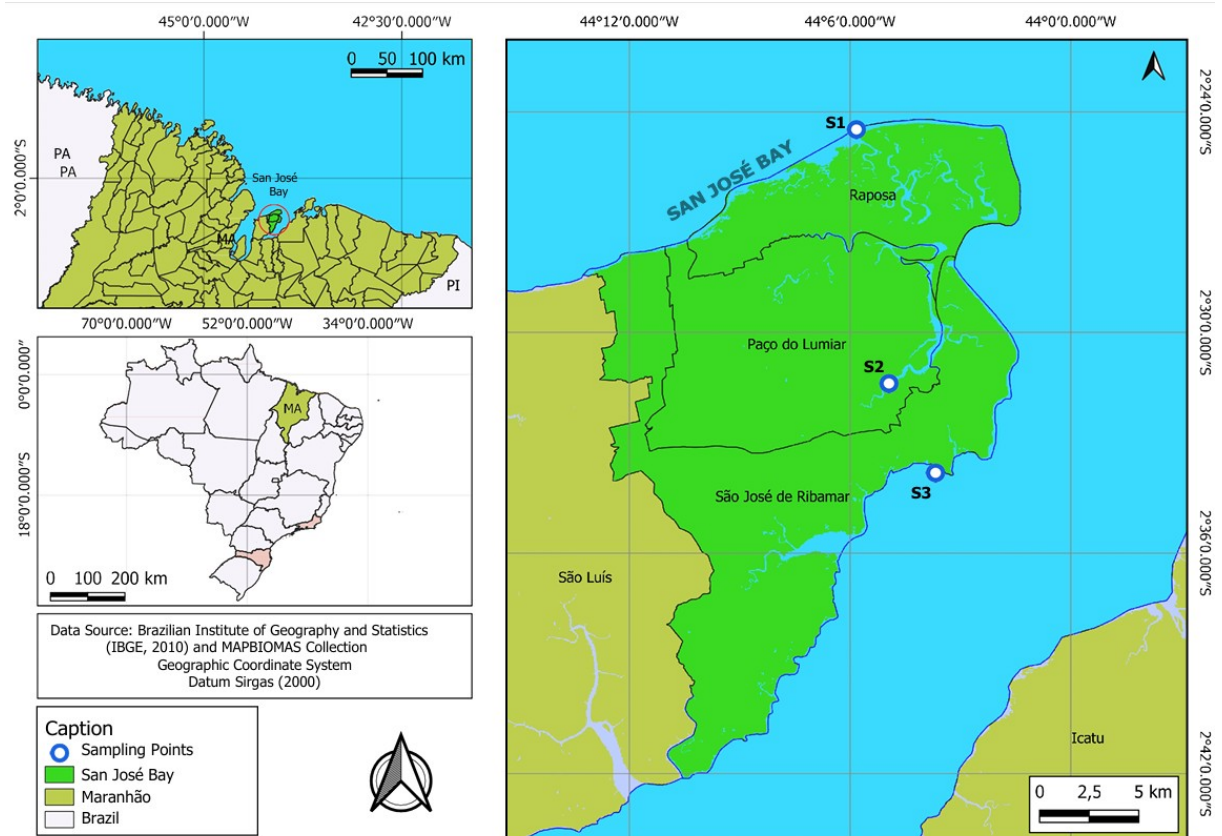 45°0'0.000"W
42°30'0.000"W
0 50 100 km
2°0'0.000"S
PA
PA
San José
Bay
MA
PI
70°0'0.000"W
52°0'0.000"W
34°0'0.000"W
0°0'0.000"
18°0'0.000"S
MA
0 100 200 km
Data Source: Brazilian Institute of Geography and Statistics
(IBGE, 2010) and MAPBIOMAS Collection
Geographic Coordinate System
Datum Sirgas (2000)
Caption
Sampling Points
San José Bay
Maranhão
Brazil
44°12'0.000"W
44°6'0.000"W
44°0'0.000"W
2°24'0.000"S
2°30'0.000"S
2°36'0.000"S
2°42'0.000"S
SAN JOSÉ BAY
S1
Raposa
Paço do Lumiar
S2
São José de Ribamar
S3
São Luís
Icatu
0 2,5 5 km